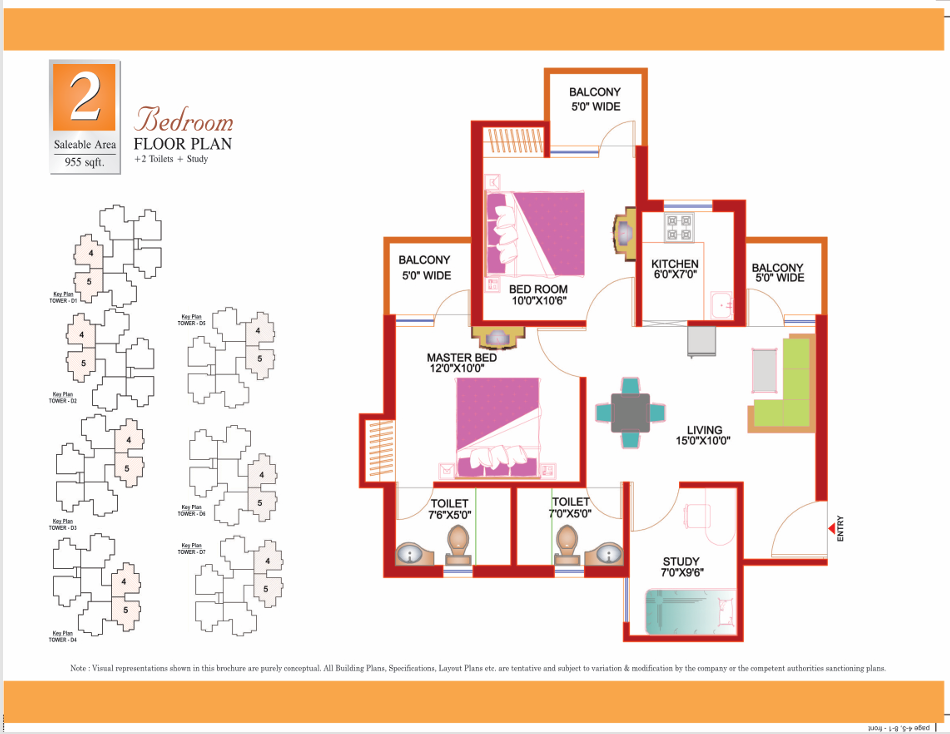 2
Saleable Area
955 sqft.
Bedroom
FLOOR PLAN
+2 Toilets + Study
BALCONY
5'0" WIDE
BED ROOM
10'0"X10'6"
KITCHEN
6'0"X7'0"
BALCONY
5'0" WIDE
BALCONY
5'0" WIDE
MASTER BED
12'0"X10'0"
LIVING
15'0"X10'0"
TOILET
7'6"X5'0"
TOILET
7'0"X5'0"
STUDY
7'0"X9'6"
ENTRY
4
5
Key Plan
TOWER - D1
4
5
Key Plan
TOWER - D2
4
5
Key Plan
TOWER - D3
4
5
Key Plan
TOWER - D4
Key Plan
TOWER - D5
4
5
4
5
Key Plan
TOWER - D6
Key Plan
TOWER - D7
4
5
Note : Visual representations shown in this brochure are purely conceptual. All Building Plans, Specifications, Layout Plans etc. are tentative and subject to variation & modification by the company or the competent authorities sanctioning plans.
page 4-5, 8-1 - front